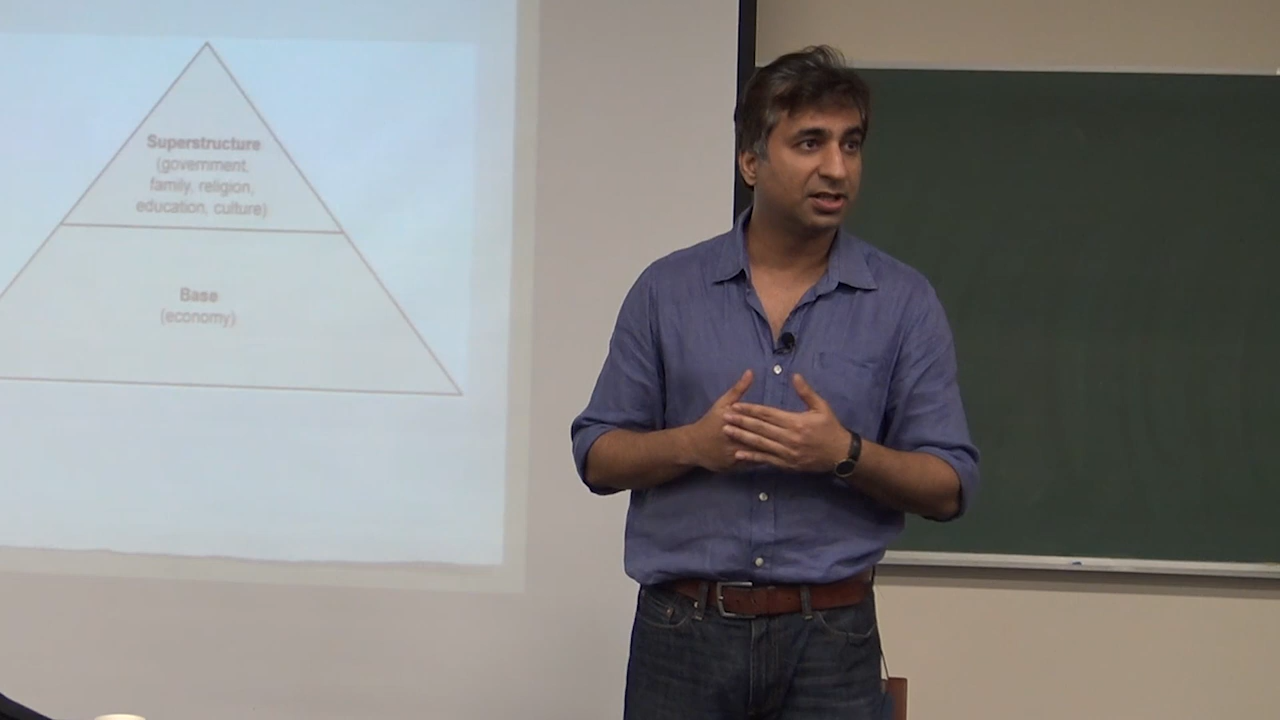 Superstructure
(government,
family, religion,
education, culture)
Base
(economy)